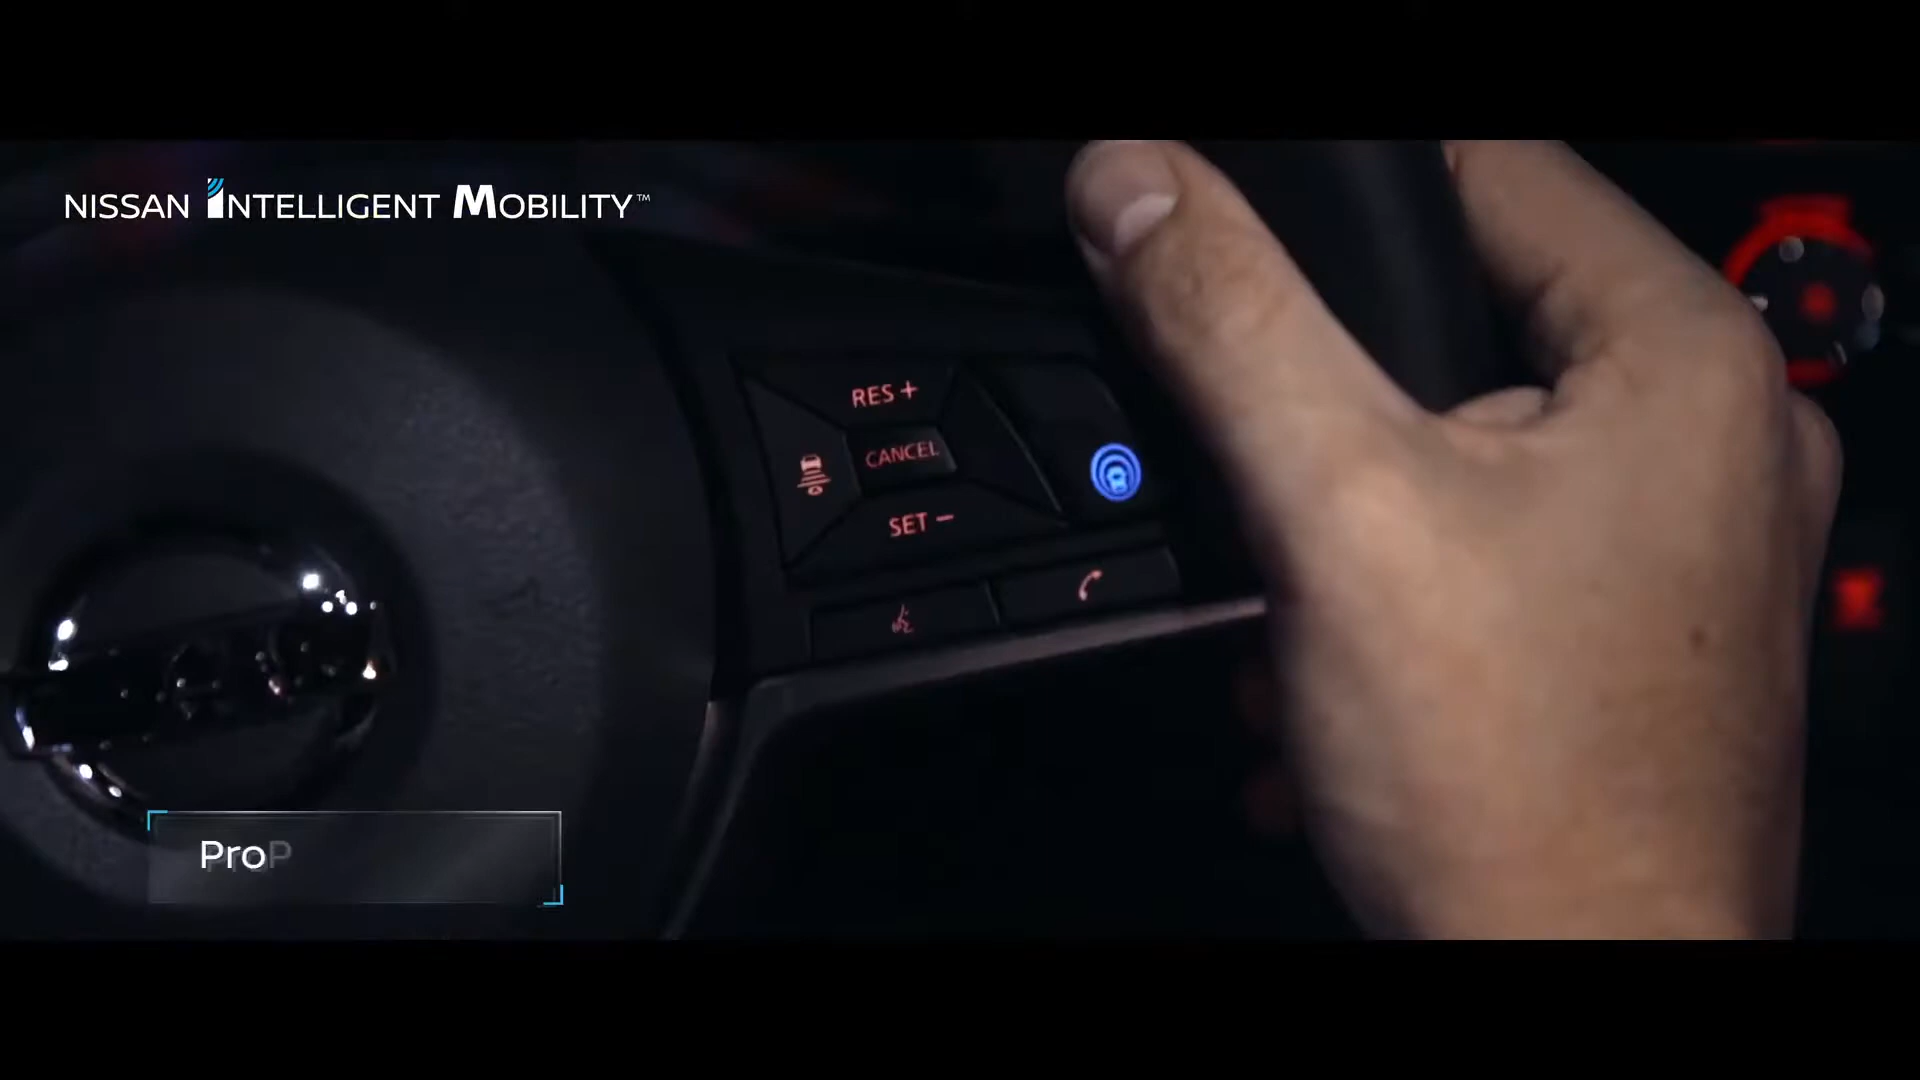 NISSAN INTELLIGENT MOBILITY™
RES +
CANCEL
SET −
ProP